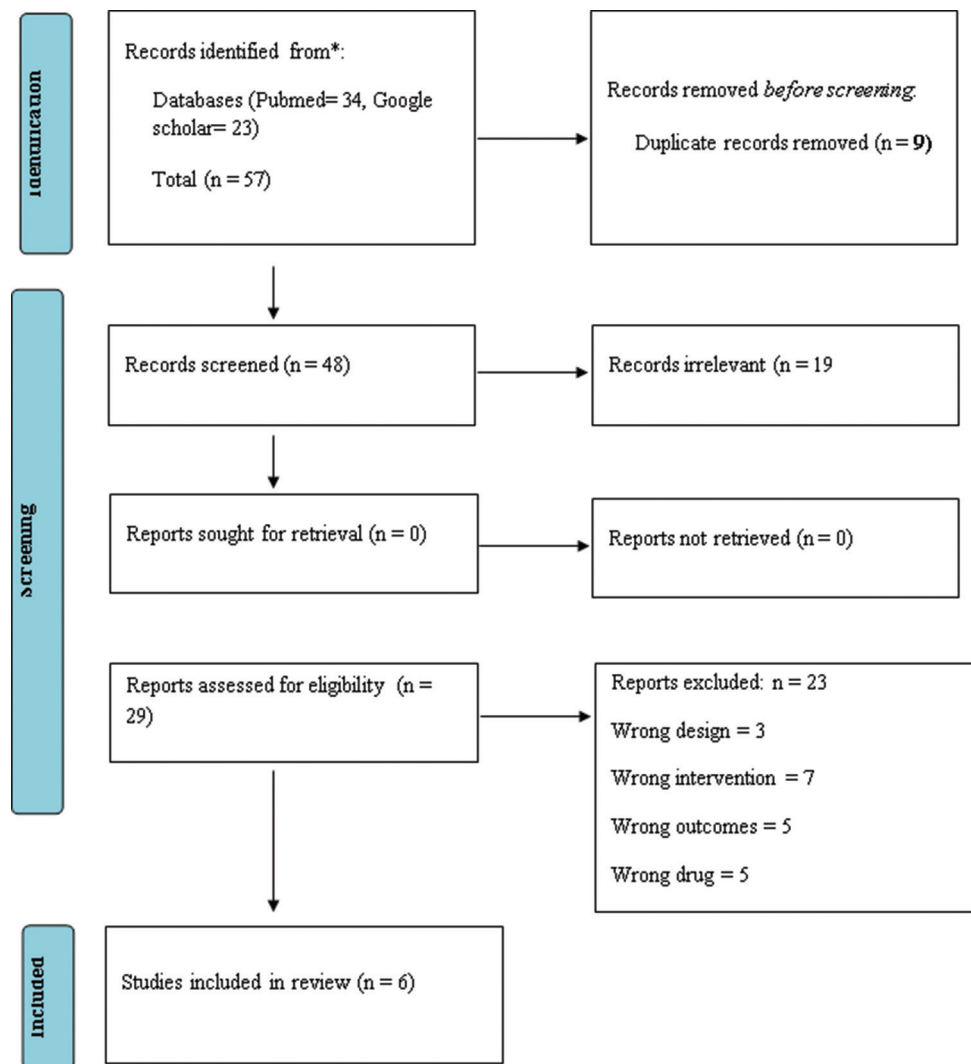 Identification
Records identified from*:
Databases (Pubmed= 34, Google
scholar= 23)
Total (n = 57)
Records removed before screening:
Duplicate records removed (n = 9)
Screening
Records screened (n = 48)
Records irrelevant (n = 19
Reports sought for retrieval (n = 0)
Reports not retrieved (n = 0)
Reports assessed for eligibility (n =
29)
Reports excluded: n = 23
Wrong design = 3
Wrong intervention = 7
Wrong outcomes = 5
Wrong drug = 5
Included
Studies included in review (n = 6)